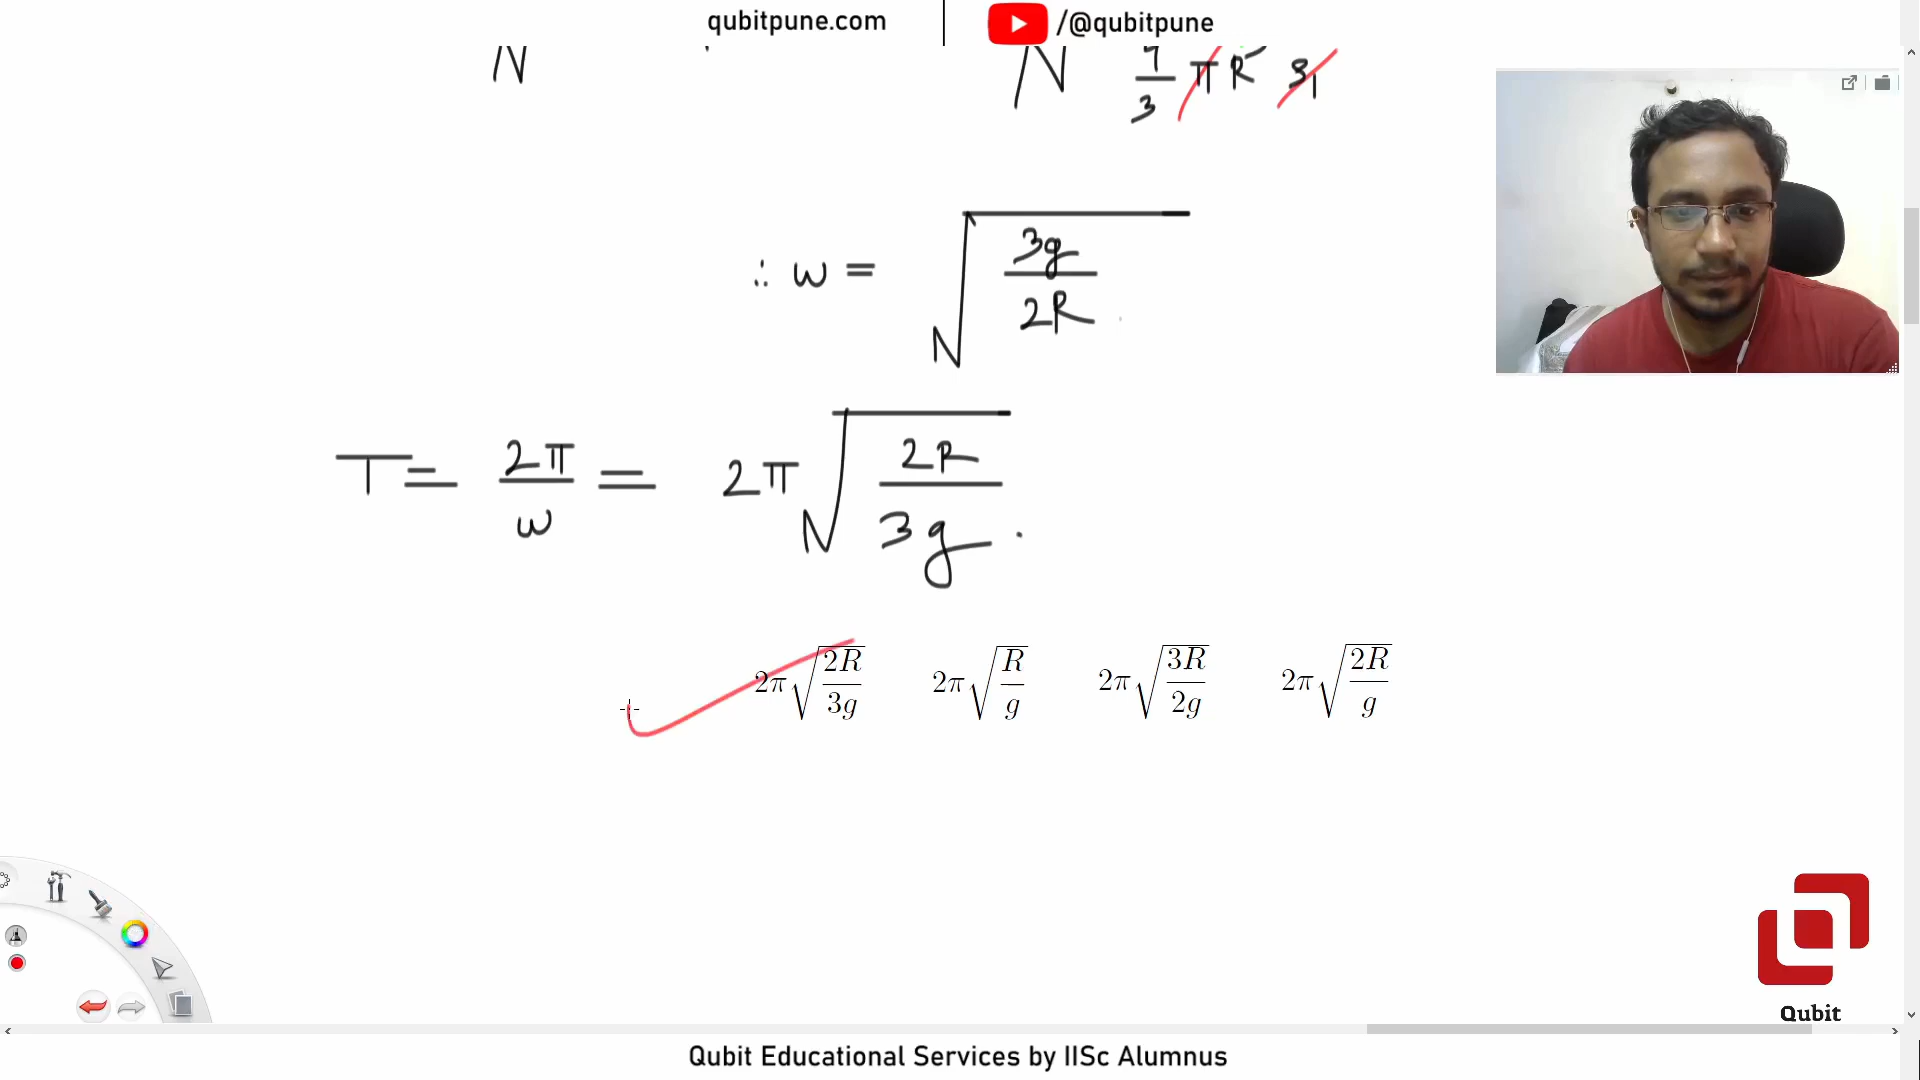 qubitpune.com /@qubitpune
3 π R
∴ ω = √(3g/2R)
T = 2π/ω = 2π √(2R/3g).
2π√(2R/3g) 2π√(R/g) 2π√(3R/2g) 2π√(2R/g)
Qubit
Qubit Educational Services by IISc Alumnus